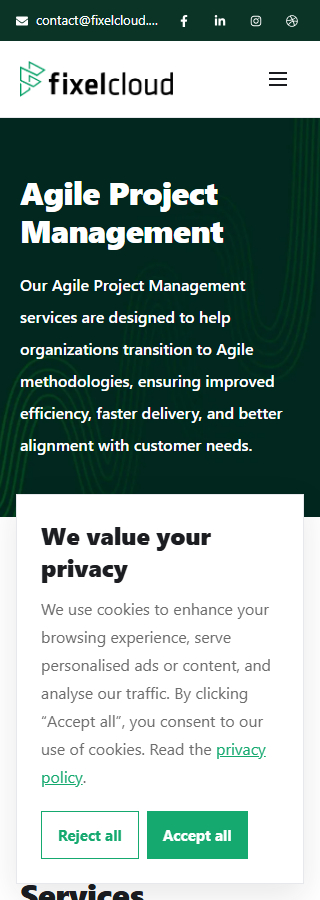 contact@fixelcloud....
fixelcloud
Agile Project
Management
Our Agile Project Management
services are designed to help
organizations transition to Agile
methodologies, ensuring improved
efficiency, faster delivery, and better
alignment with customer needs.
We value your
privacy
We use cookies to enhance your
browsing experience, serve
personalised ads or content, and
analyse our traffic. By clicking
“Accept all”, you consent to our
use of cookies. Read the privacy
policy.
Reject all Accept all
Services